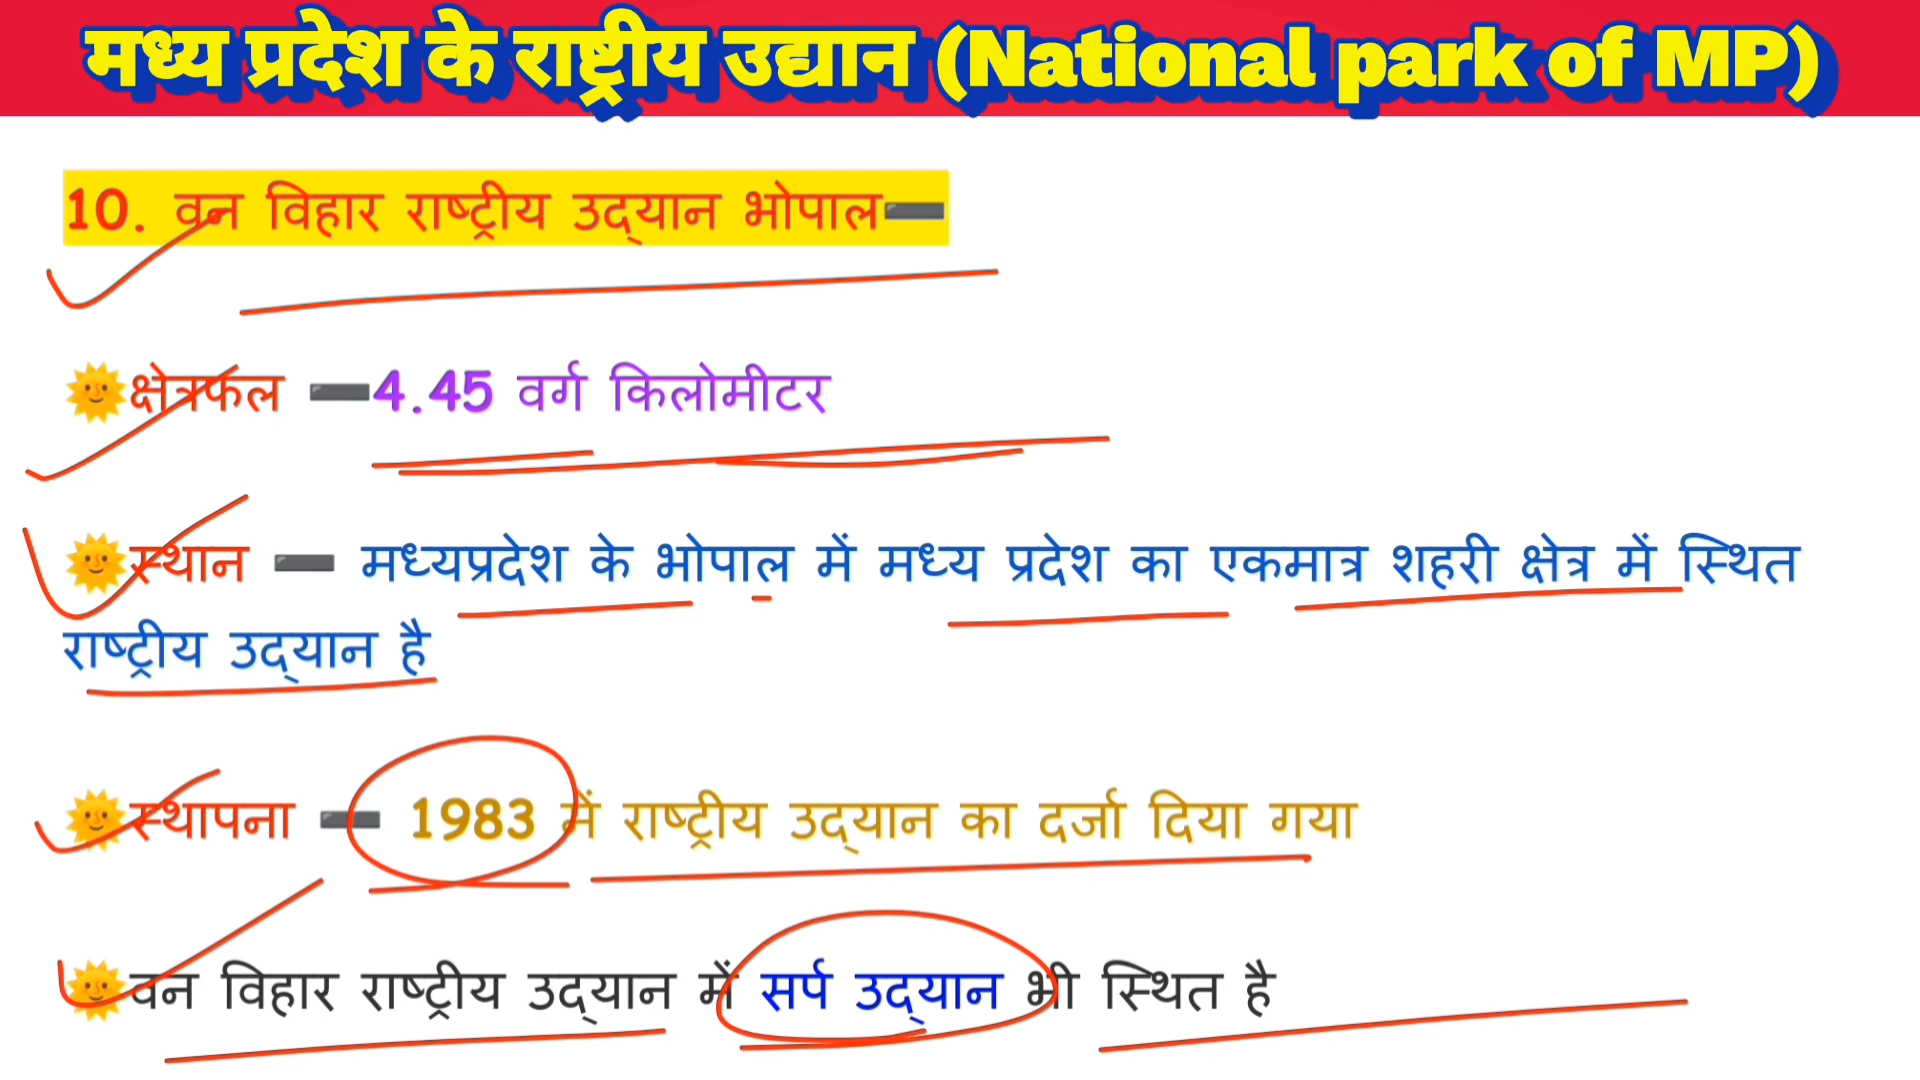 मध्य प्रदेश के राष्ट्रीय उद्यान (National park of MP)
10. वन विहार राष्ट्रीय उद्‌यान भोपाल➖
🌞क्षेत्रफल ➖4.45 वर्ग किलोमीटर
🌞स्थान ➖ मध्यप्रदेश के भोपाल में मध्य प्रदेश का एकमात्र शहरी क्षेत्र में स्थित
राष्ट्रीय उद्‌यान है
🌞स्थापना ➖ 1983 में राष्ट्रीय उद्‌यान का दर्जा दिया गया
🌞वन विहार राष्ट्रीय उद्‌यान में सर्प उद्‌यान भी स्थित है